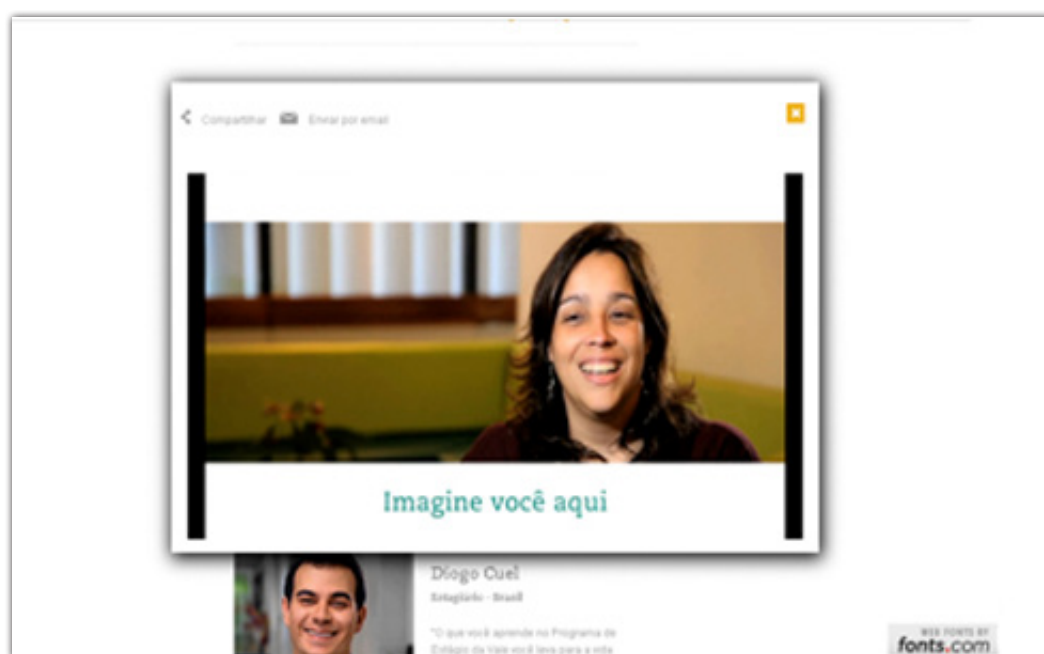 Compartilhar Enviar por email
Imagine você aqui
Diogo Cuel
Estagiário - Brasil
"O que você aprende no Programa de
Estágio da Vale você leva para a vida
WEB FONTS BY
fonts.com